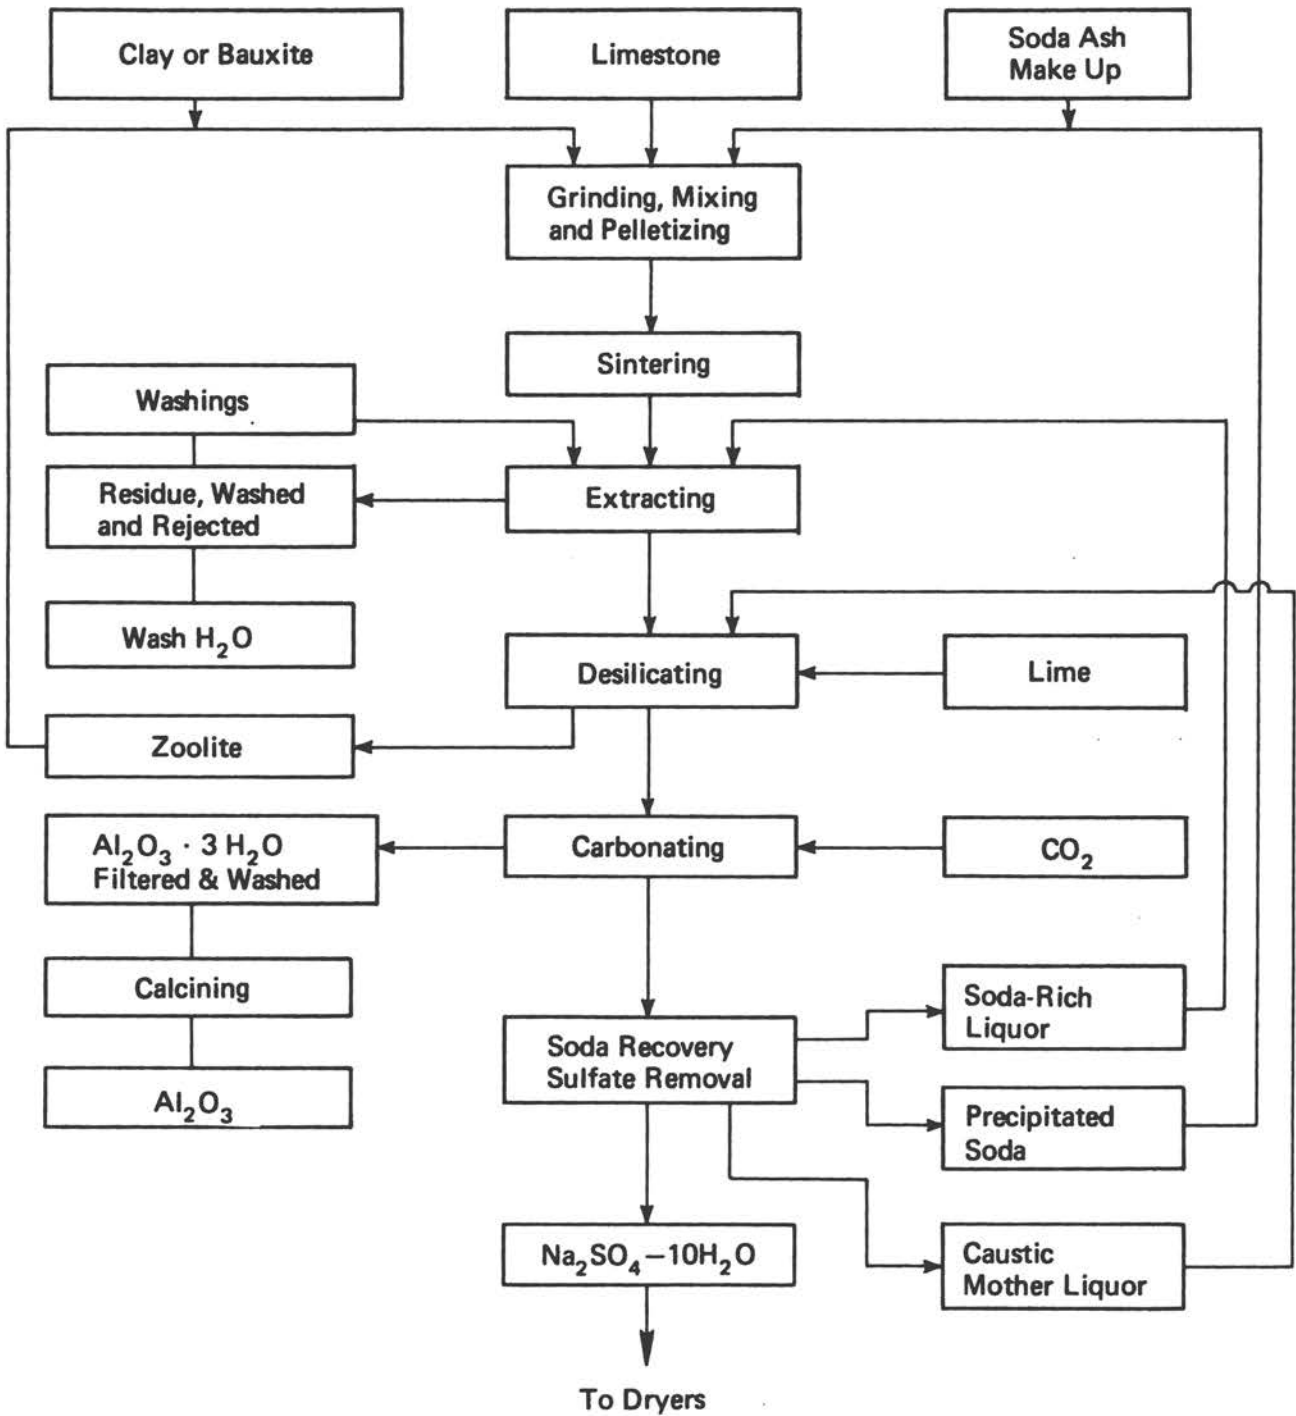 Clay or Bauxite
Limestone
Soda Ash
Make Up
Grinding, Mixing
and Pelletizing
Sintering
Washings
Residue, Washed
and Rejected
Extracting
Wash H₂O
Desilicating
Lime
Zoolite
Al₂O₃ · 3 H₂O
Filtered & Washed
Carbonating
CO₂
Calcining
Soda-Rich
Liquor
Soda Recovery
Sulfate Removal
Al₂O₃
Precipitated
Soda
Na₂SO₄–10H₂O
Caustic
Mother Liquor
To Dryers